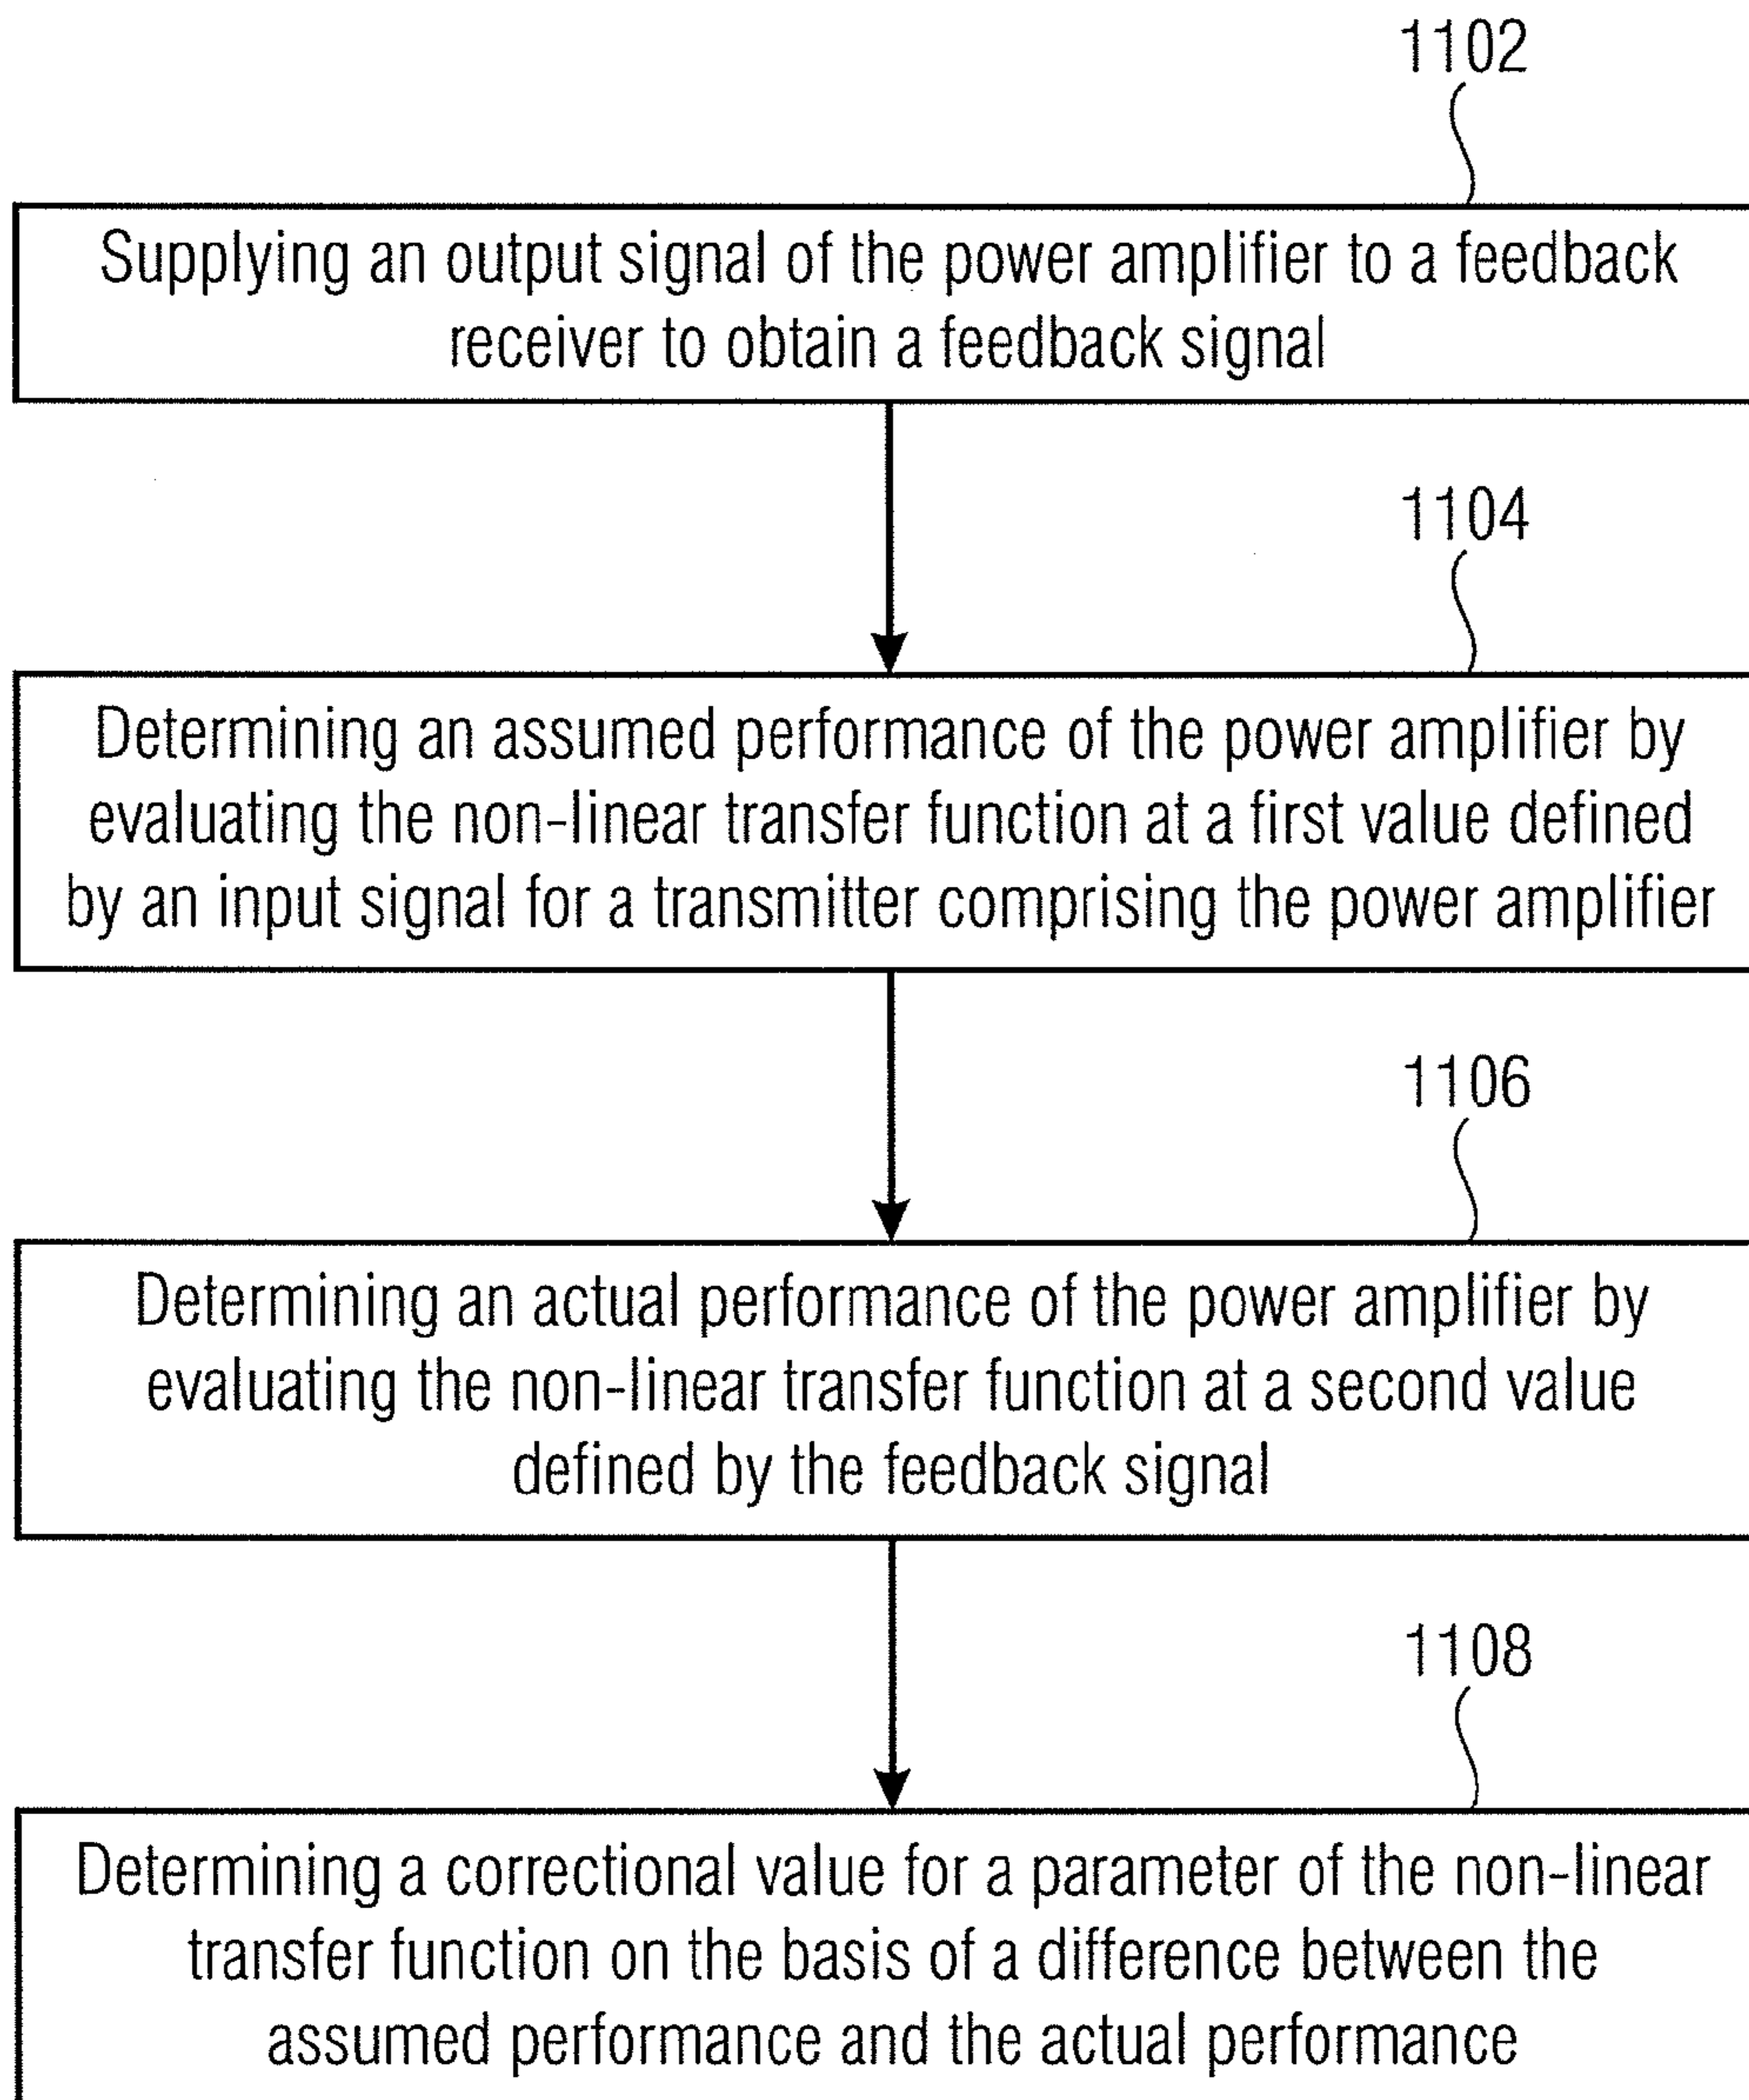 1102
Supplying an output signal of the power amplifier to a feedback
receiver to obtain a feedback signal
1104
Determining an assumed performance of the power amplifier by
evaluating the non-linear transfer function at a first value defined
by an input signal for a transmitter comprising the power amplifier
1106
Determining an actual performance of the power amplifier by
evaluating the non-linear transfer function at a second value
defined by the feedback signal
1108
Determining a correctional value for a parameter of the non-linear
transfer function on the basis of a difference between the
assumed performance and the actual performance